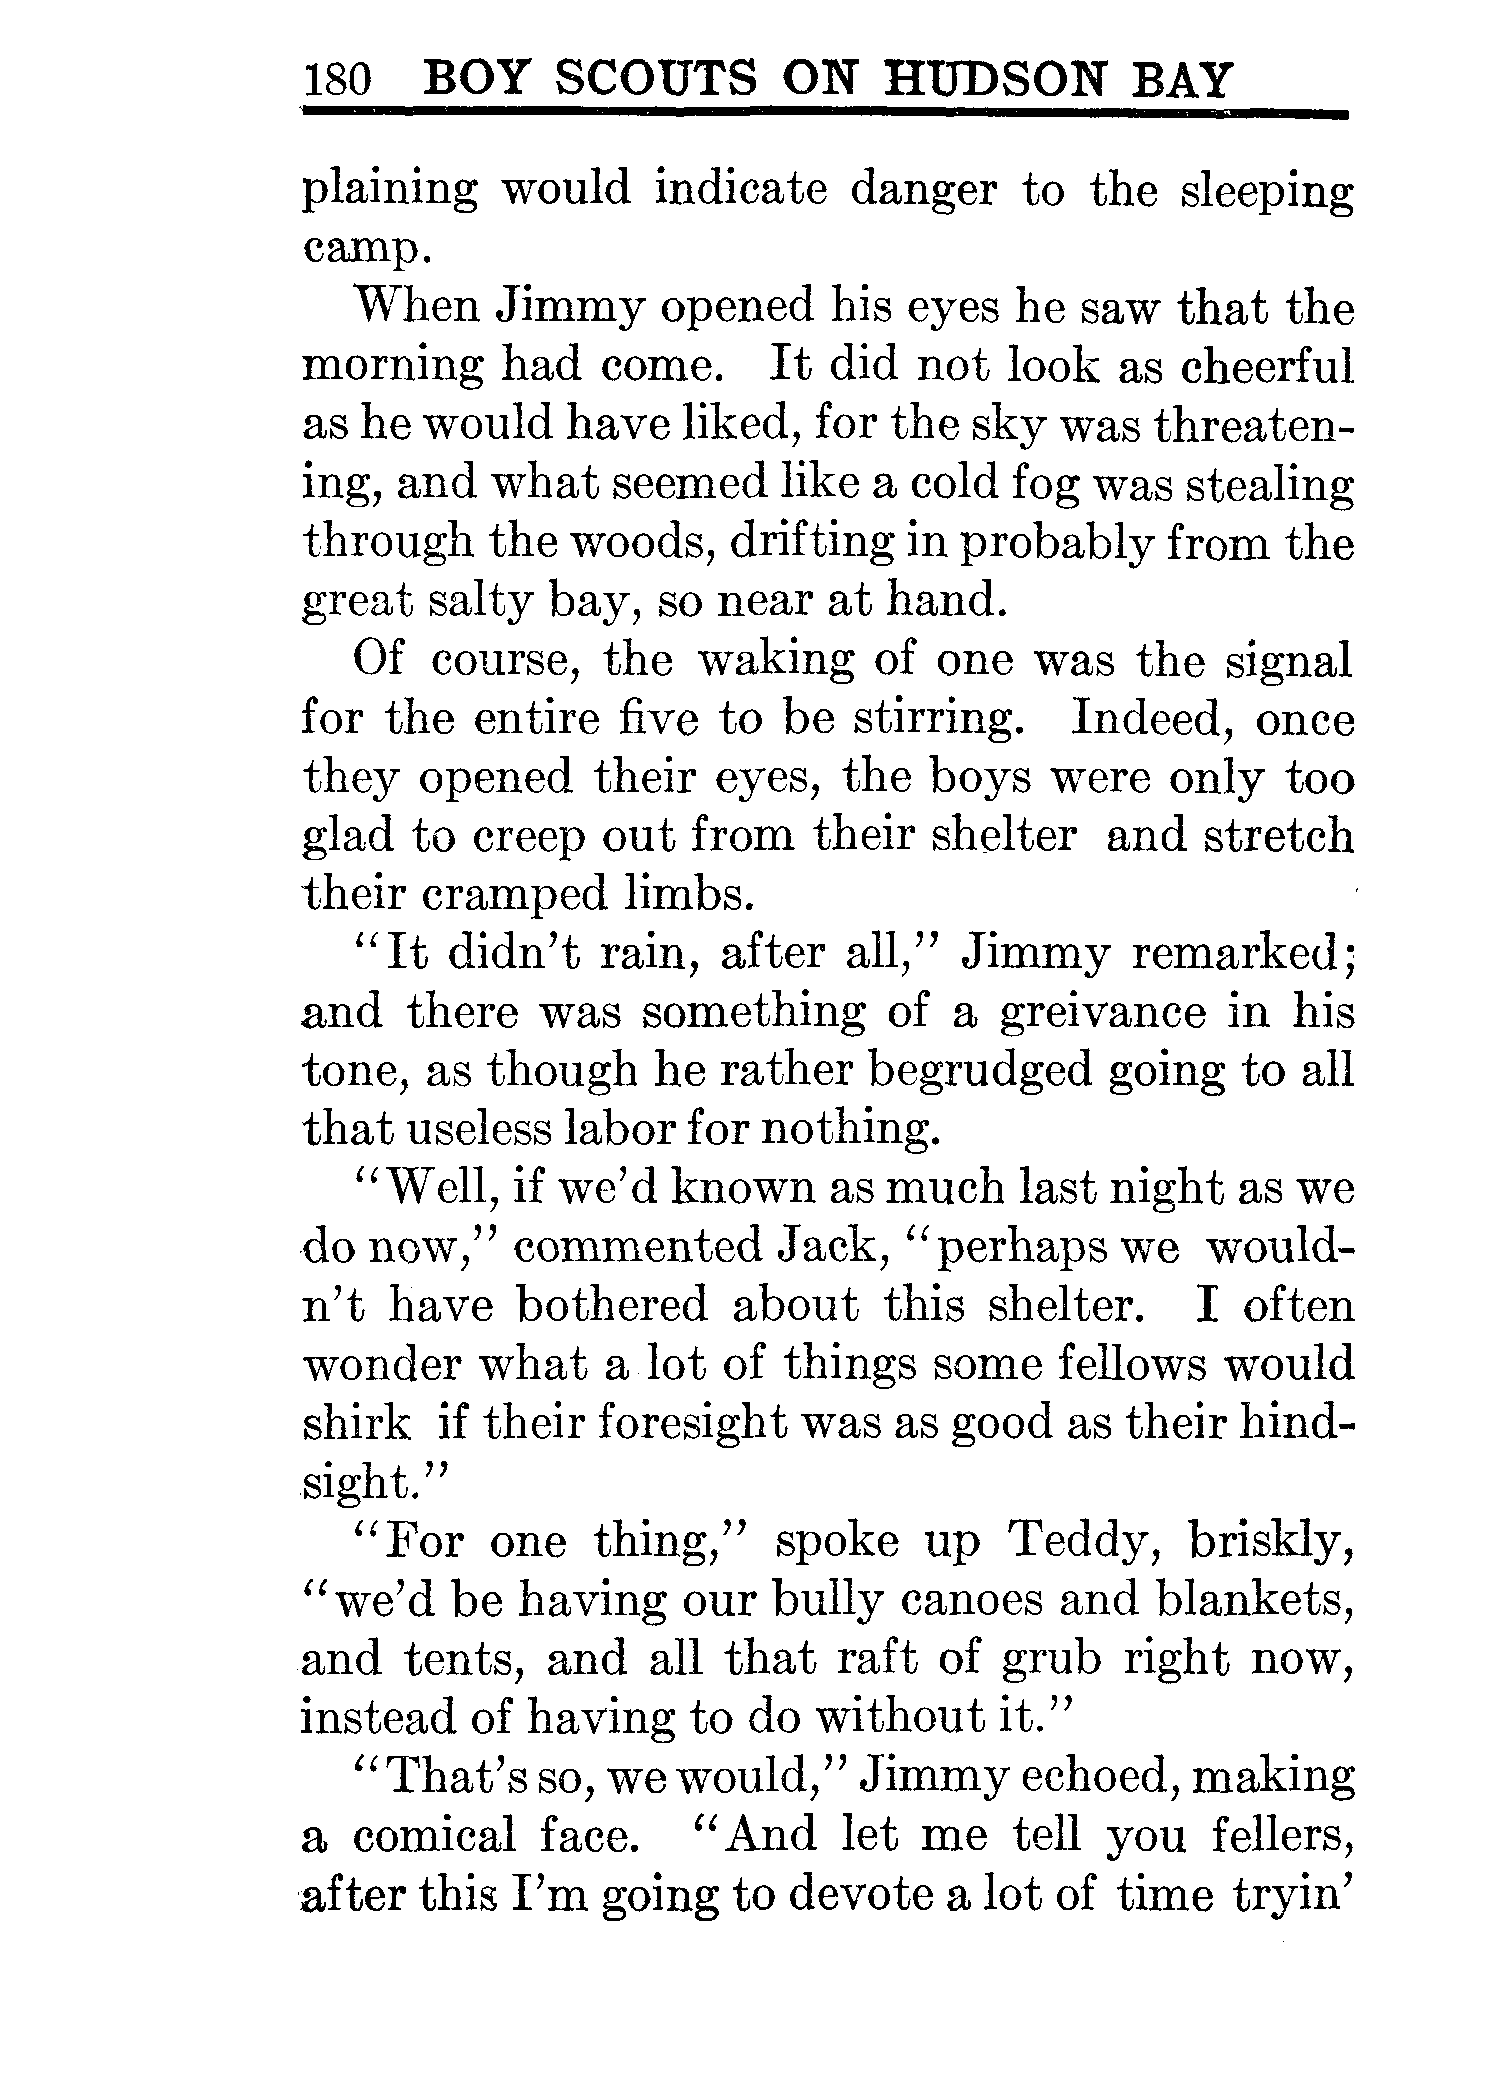 180 BOY SCOUTS ON HUDSON BAY
plaining would indicate danger to the sleeping
camp.
When Jimmy opened his eyes he saw that the
morning had come. It did not look as cheerful
as he would have liked, for the sky was threaten-
ing, and what seemed like a cold fog was stealing
through the woods, drifting in probably from the
great salty bay, so near at hand.
Of course, the waking of one was the signal
for the entire five to be stirring. Indeed, once
they opened their eyes, the boys were only too
glad to creep out from their shelter and stretch
their cramped limbs.
"It didn't rain, after all," Jimmy remarked;
and there was something of a greivance in his
tone, as though he rather begrudged going to all
that useless labor for nothing.
"Well, if we'd known as much last night as we
do now," commented Jack, "perhaps we would-
n't have bothered about this shelter. I often
wonder what a lot of things some fellows would
shirk if their foresight was as good as their hind-
sight."
"For one thing," spoke up Teddy, briskly,
"we'd be having our bully canoes and blankets,
and tents, and all that raft of grub right now,
instead of having to do without it."
"That's so, we would," Jimmy echoed, making
a comical face. "And let me tell you fellers,
after this I'm going to devote a lot of time tryin'